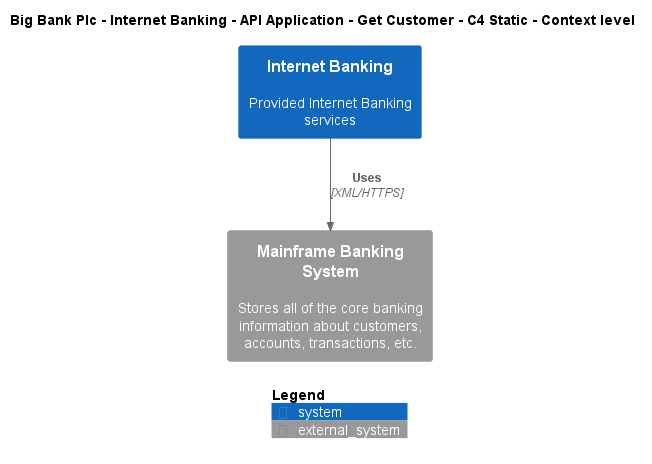 Big Bank Plc - Internet Banking - API Application - Get Customer - C4 Static - Context level
Internet Banking
Provided Internet Banking
services
Uses
[XML/HTTPS]
Mainframe Banking
System
Stores all of the core banking
information about customers,
accounts, transactions, etc.
Legend
system
external_system